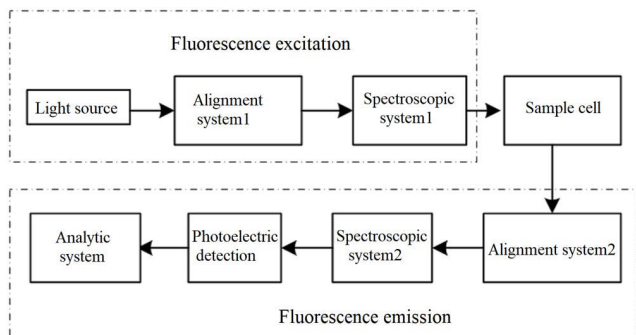 Fluorescence excitation
Light source
Alignment
system1
Spectroscopic
system1
Sample cell
Analytic
system
Photoelectric
detection
Spectroscopic
system2
Alignment system2
Fluorescence emission